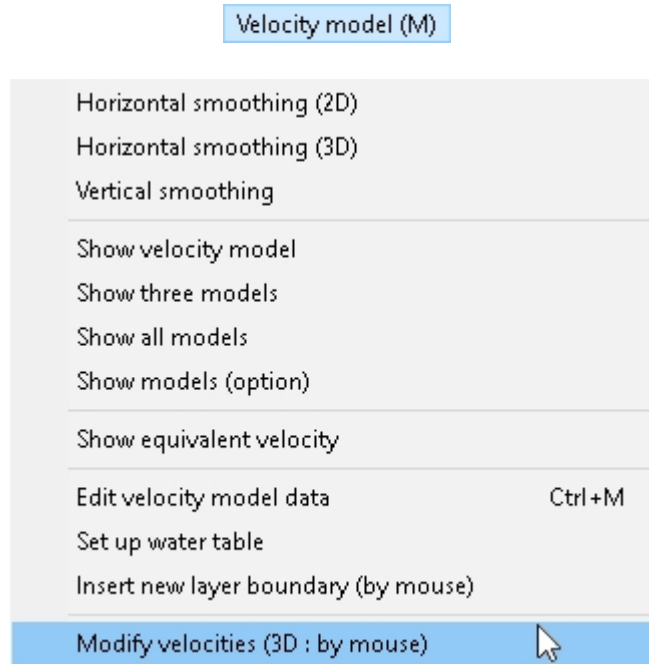 Velocity model (M)
Horizontal smoothing (2D)
Horizontal smoothing (3D)
Vertical smoothing
Show velocity model
Show three models
Show all models
Show models (option)
Show equivalent velocity
Edit velocity model data Ctrl+M
Set up water table
Insert new layer boundary (by mouse)
Modify velocities (3D : by mouse)